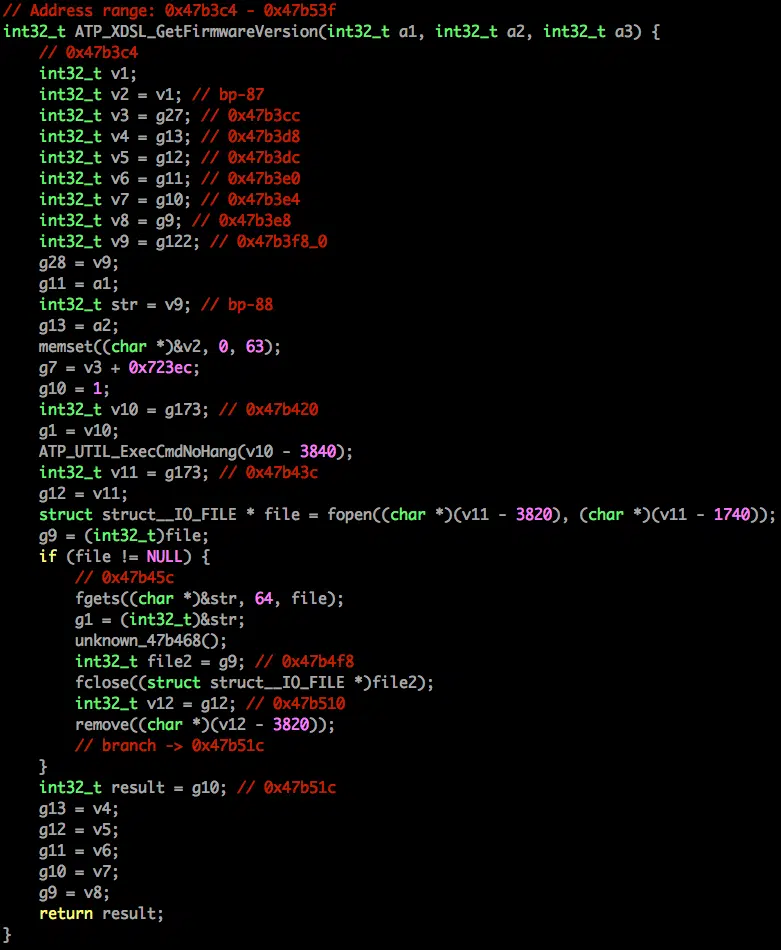 // Address range: 0x47b3c4 - 0x47b53f
int32_t ATP_XDSL_GetFirmwareVersion(int32_t a1, int32_t a2, int32_t a3) {
    // 0x47b3c4
    int32_t v1;
    int32_t v2 = v1; // bp-87
    int32_t v3 = g27; // 0x47b3cc
    int32_t v4 = g13; // 0x47b3d8
    int32_t v5 = g12; // 0x47b3dc
    int32_t v6 = g11; // 0x47b3e0
    int32_t v7 = g10; // 0x47b3e4
    int32_t v8 = g9; // 0x47b3e8
    int32_t v9 = g122; // 0x47b3f8_0
    g28 = v9;
    g11 = a1;
    int32_t str = v9; // bp-88
    g13 = a2;
    memset((char *)&v2, 0, 63);
    g7 = v3 + 0x723ec;
    g10 = 1;
    int32_t v10 = g173; // 0x47b420
    g1 = v10;
    ATP_UTIL_ExecCmdNoHang(v10 - 3840);
    int32_t v11 = g173; // 0x47b43c
    g12 = v11;
    struct struct__IO_FILE * file = fopen((char *)(v11 - 3820), (char *)(v11 - 1740));
    g9 = (int32_t)file;
    if (file != NULL) {
        // 0x47b45c
        fgets((char *)&str, 64, file);
        g1 = (int32_t)&str;
        unknown_47b468();
        int32_t file2 = g9; // 0x47b4f8
        fclose((struct struct__IO_FILE *)file2);
        int32_t v12 = g12; // 0x47b510
        remove((char *)(v12 - 3820));
        // branch -> 0x47b51c
    }
    int32_t result = g10; // 0x47b51c
    g13 = v4;
    g12 = v5;
    g11 = v6;
    g10 = v7;
    g9 = v8;
    return result;
}